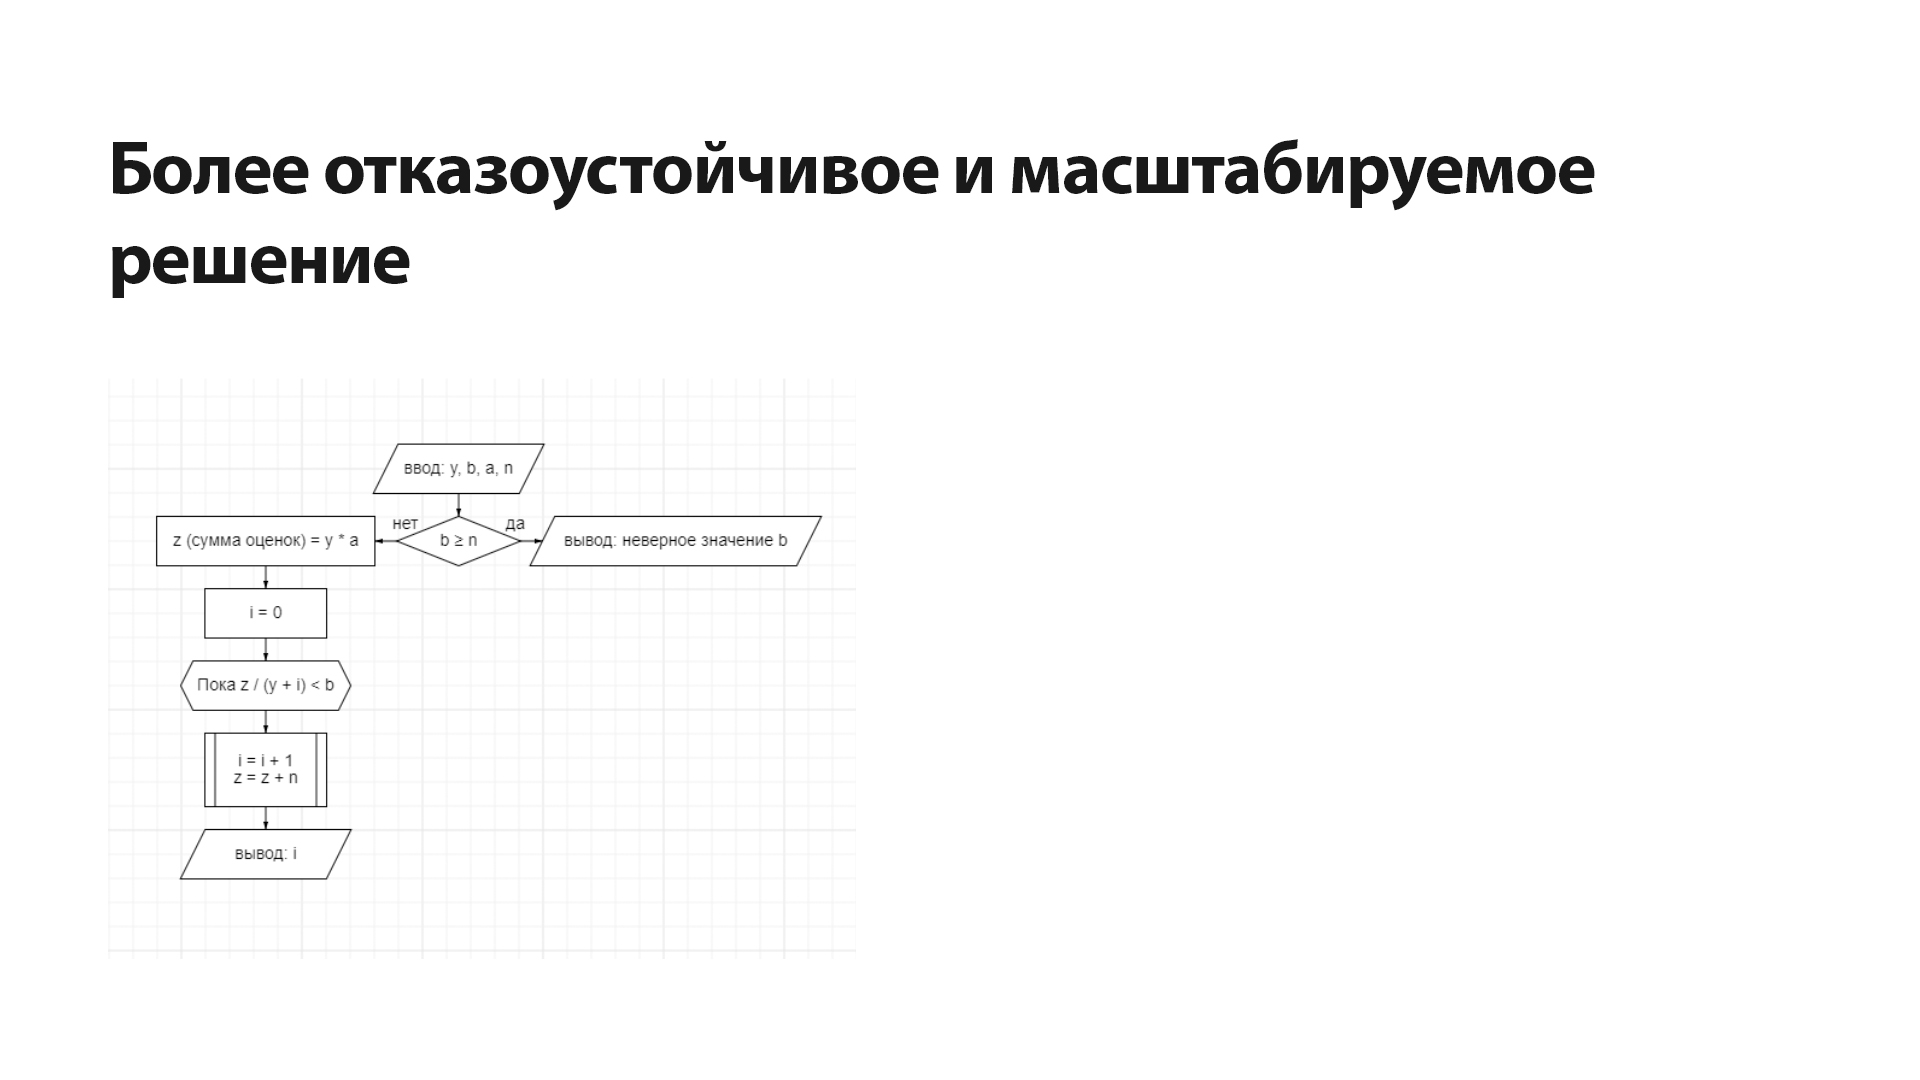 Более отказоустойчивое и масштабируемое
решение
ввод: y, b, a, n
нет
да
z (сумма оценок) = y * a
b ≥ n
вывод: неверное значение b
i = 0
Пока z / (y + i) < b
i = i + 1
z = z + n
вывод: i